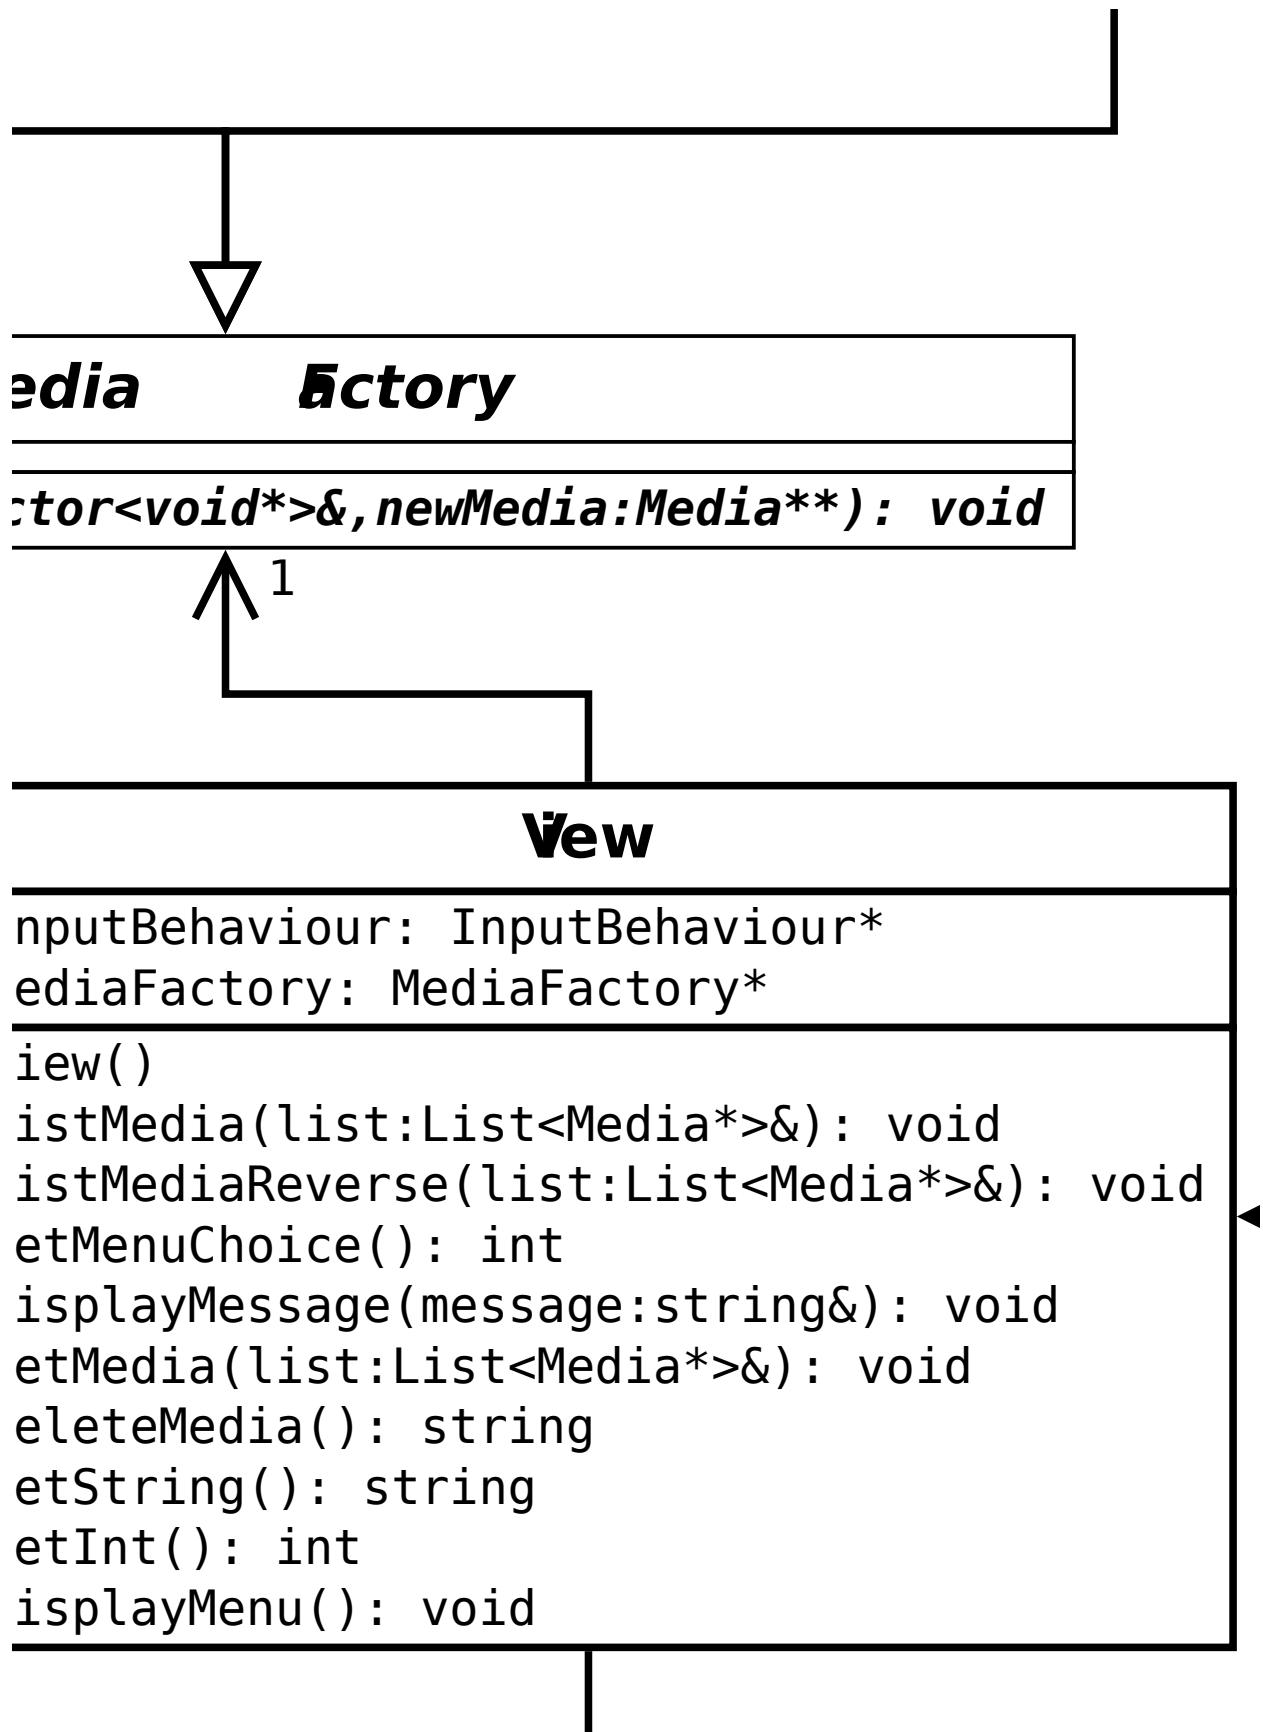 edia Factory
ctor<void*>&,newMedia:Media**): void
1
View
nputBehaviour: InputBehaviour*
ediaFactory: MediaFactory*
iew()
istMedia(list:List<Media*>&): void
istMediaReverse(list:List<Media*>&): void
etMenuChoice(): int
isplayMessage(message:string&): void
etMedia(list:List<Media*>&): void
eleteMedia(): string
etString(): string
etInt(): int
isplayMenu(): void